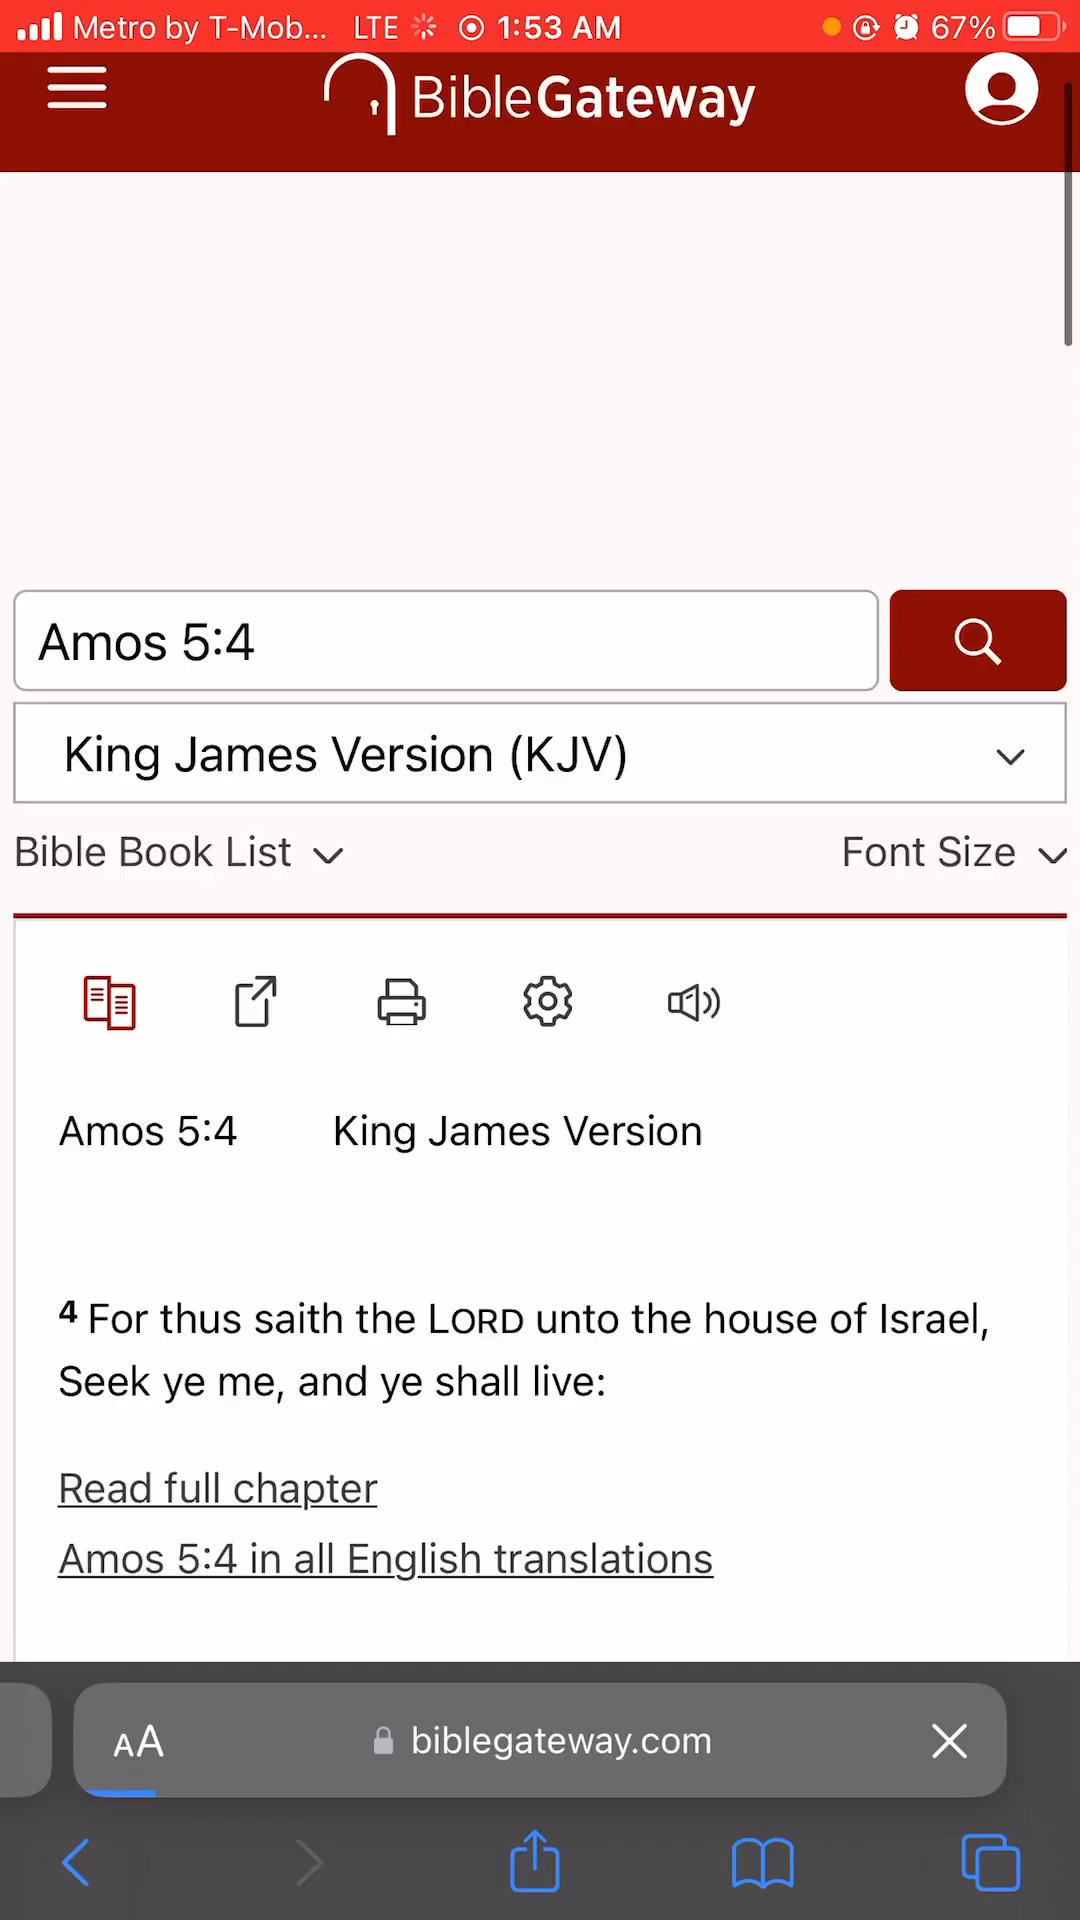 Metro by T-Mob... LTE 1:53 AM 67%
BibleGateway
Amos 5:4
King James Version (KJV)
Bible Book List Font Size
Amos 5:4 King James Version
4 For thus saith the LORD unto the house of Israel,
Seek ye me, and ye shall live:
Read full chapter
Amos 5:4 in all English translations
AA biblegateway.com